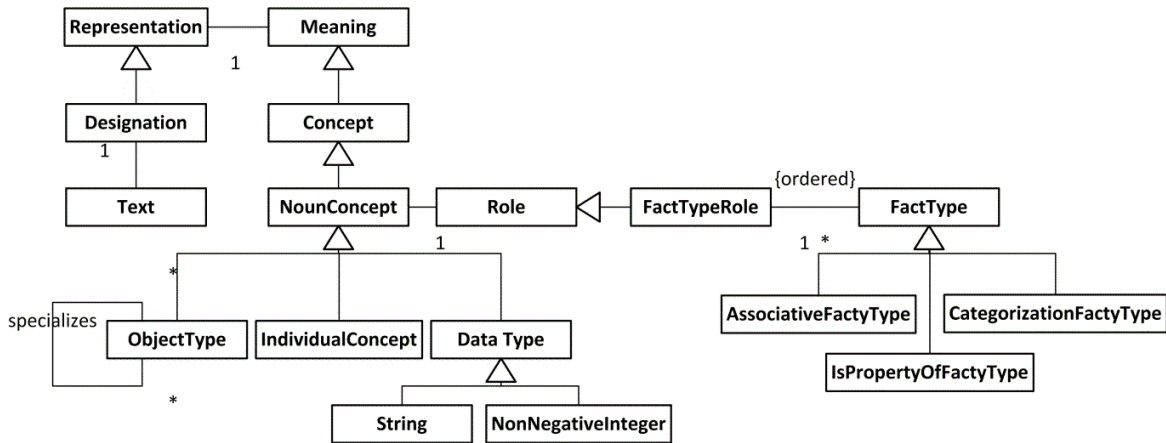 Representation
Meaning
1
Designation
Concept
1
Text
NounConcept
Role
FactTypeRole
{ordered}
FactType
1
1 *
*
specializes
ObjectType
IndividualConcept
Data Type
AssociativeFactyType
CategorizationFactyType
IsPropertyOfFactyType
*
String
NonNegativeInteger